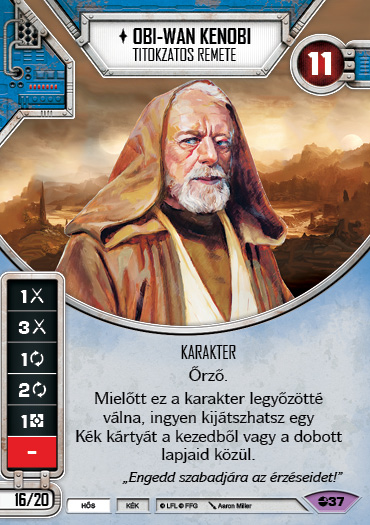 OBI-WAN KENOBI
TITOKZATOS REMETE
11
1
3
1
2
1
-
16/20
KARAKTER
Őrző.
Mielőtt ez a karakter legyőzötté
válna, ingyen kijátszhatsz egy
Kék kártyát a kezedből vagy a dobott
lapjaid közül.
„Engedd szabadjára az érzéseidet!”
HŐS
KÉK
© LFL © FFG
Aaron Miller
37